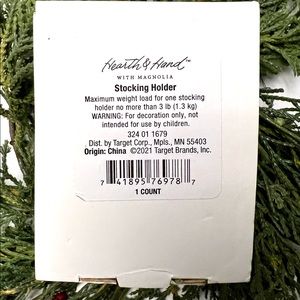 Hearth & Hand™
WITH MAGNOLIA
Stocking Holder
Maximum weight load for one stocking
holder no more than 3 lb (1.3 kg)
WARNING: For decoration only, not
intended for use by children.
324 01 1679
Dist. by Target Corp., Mpls., MN 55403
Origin: China ©2021 Target Brands, Inc.
7 41895 76978 7
1 COUNT